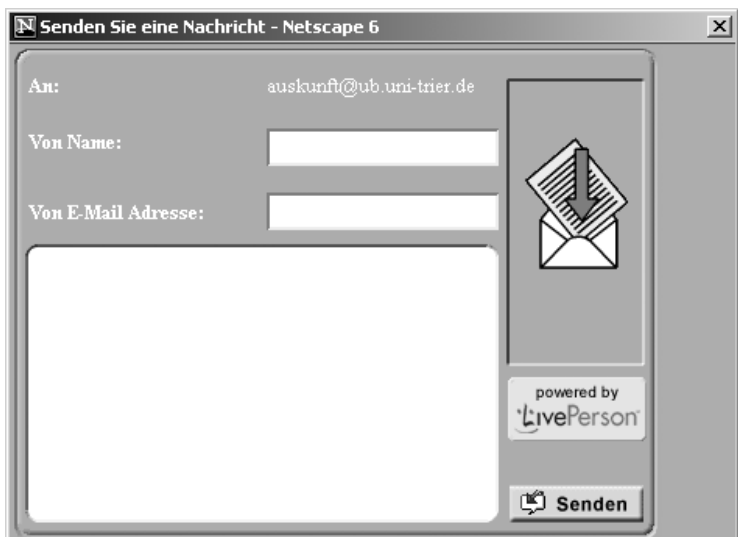 Senden Sie eine Nachricht - Netscape 6
An: auskunft@ub.uni-trier.de
Von Name:
Von E-Mail Adresse:
powered by
LivePerson
Senden